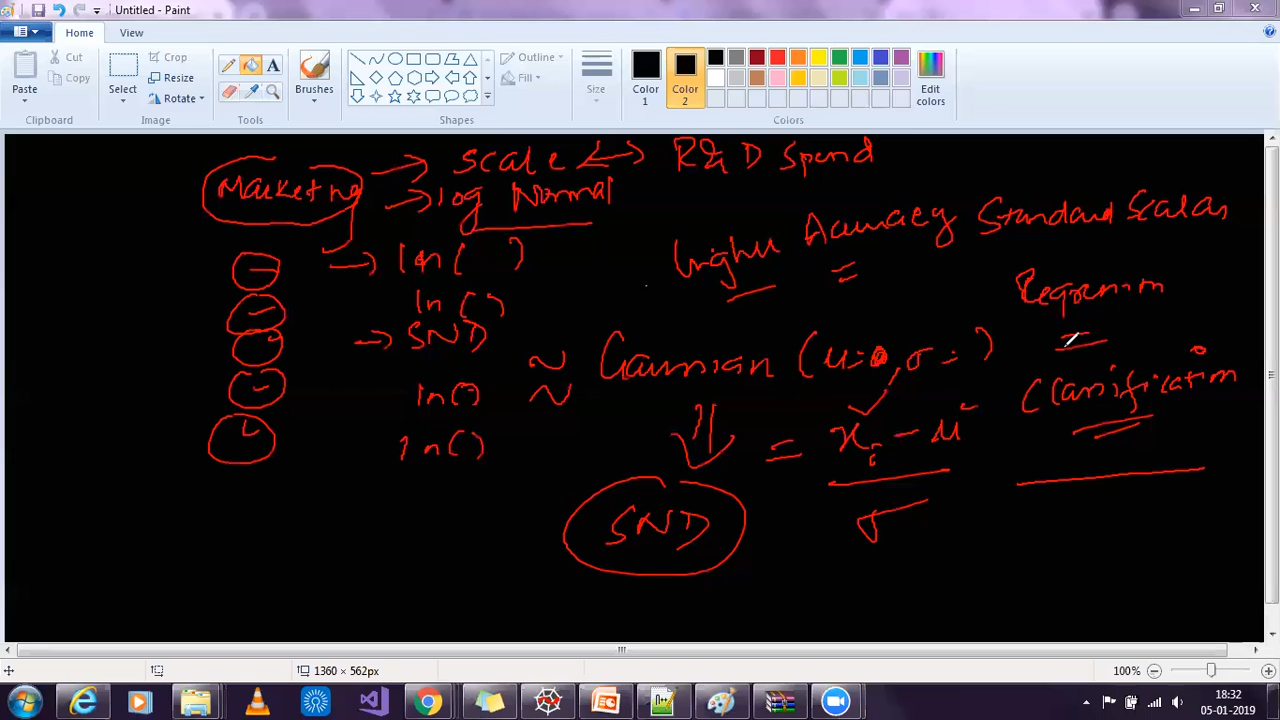 Untitled - Paint
Home View
Paste
Cut
Copy
Clipboard
Select
Crop
Resize
Rotate
Image
Tools
Brushes
Shapes
Outline
Fill
Size
Color 1
Color 2
Edit colors
Colors
Marketing → Scale ↔ R&D Spend
→ log Normal
Higher Accuracy Standard Scalar
→ ln( )
Regression
ln( )
→ SND
~ Gaussian (μ=0, σ= )
ln() ~
Classification
= xi - μ
ln()
σ
SND
1360 × 562px
100%
18:32
05-01-2019